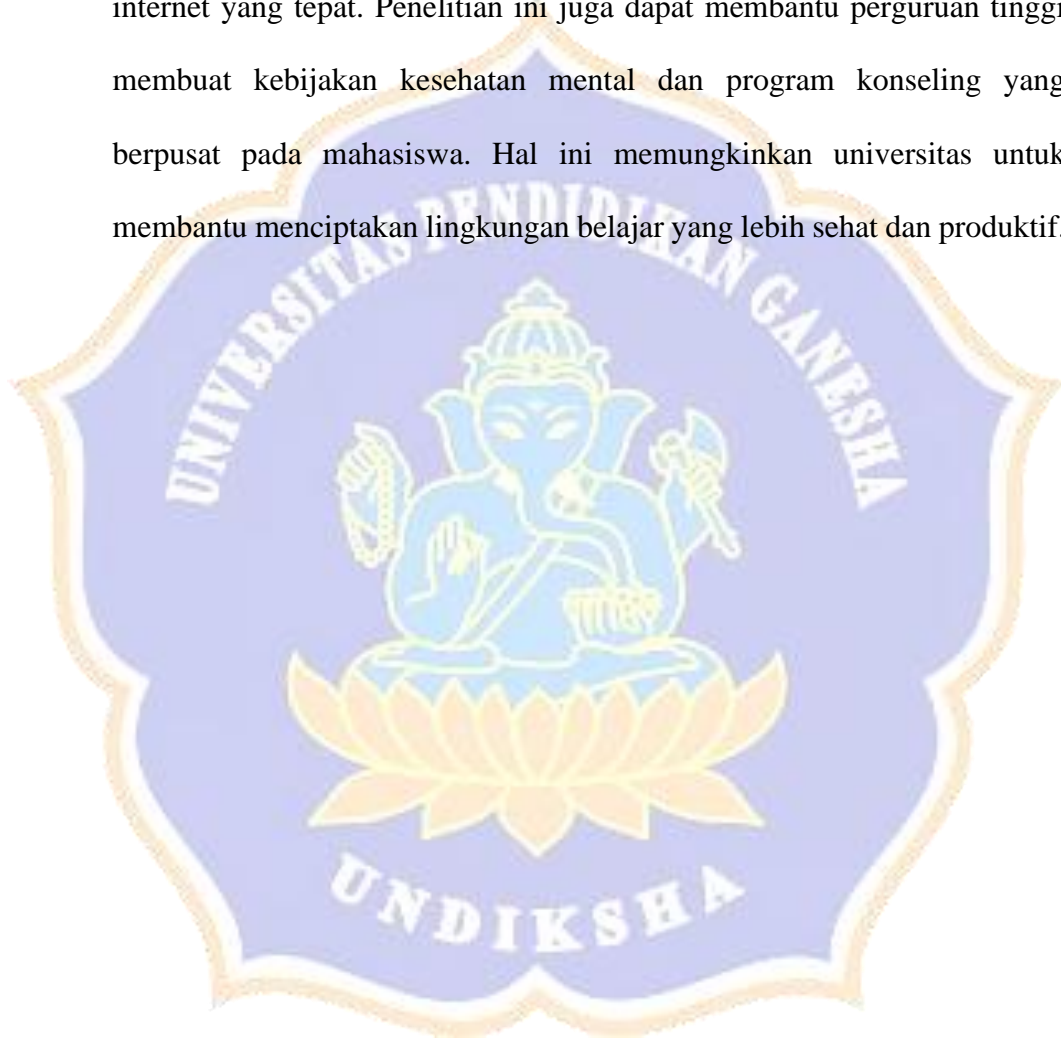 internet yang tepat. Penelitian ini juga dapat membantu perguruan tinggi
membuat kebijakan kesehatan mental dan program konseling yang
berpusat pada mahasiswa. Hal ini memungkinkan universitas untuk
membantu menciptakan lingkungan belajar yang lebih sehat dan produktif.
UNIVERSITAS PENDIDIKAN GANESHA
UNDIKSHA